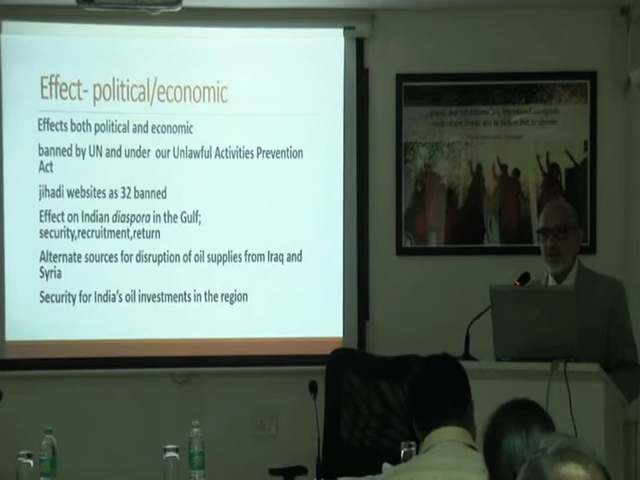 Effect- political/economic
Effects both political and economic
banned by UN and under our Unlawful Activities Prevention
Act
jihadi websites as 32 banned
Effect on Indian diaspora in the Gulf;
security,recruitment,return
Alternate sources for disruption of oil supplies from Iraq and
Syria
Security for India's oil investments in the region